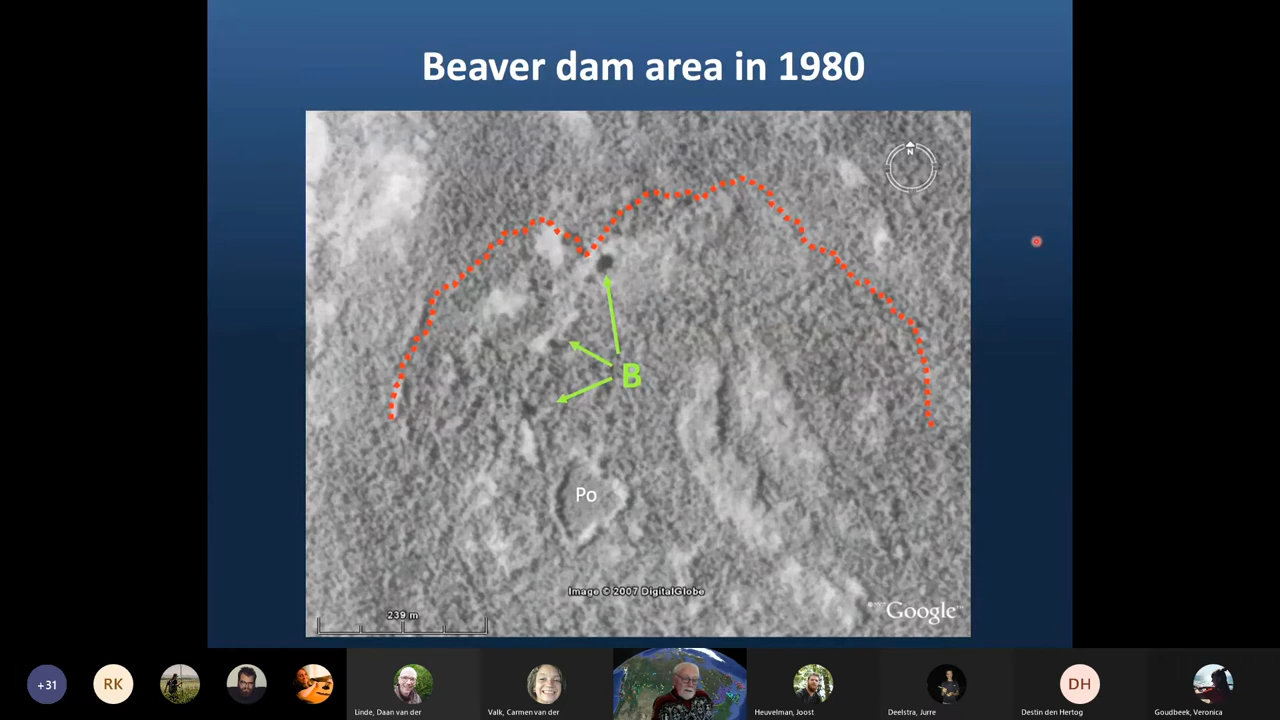 Beaver dam area in 1980
N
B
Po
Image © 2007 DigitalGlobe
239 m
Google
+31
RK
Linde, Daan van der
Valk, Carmen van der
Heuvelman, Joost
Deelstra, Jurre
DH
Destin den Hertog
Goudbeek, Veronica